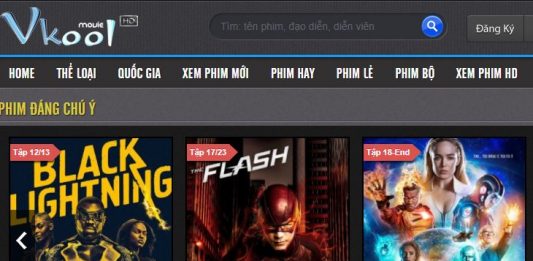 Vkool movie HD
Tìm: tên phim, đạo diễn, diễn viên
Đăng Ký
HOME THỂ LOẠI QUỐC GIA XEM PHIM MỚI PHIM HAY PHIM LẺ PHIM BỘ XEM PHIM HD
PHIM ĐÁNG CHÚ Ý
Tập 12/13
BLACK
LIGHTNING
Tập 17/23
THE FLASH
Tập 18-End